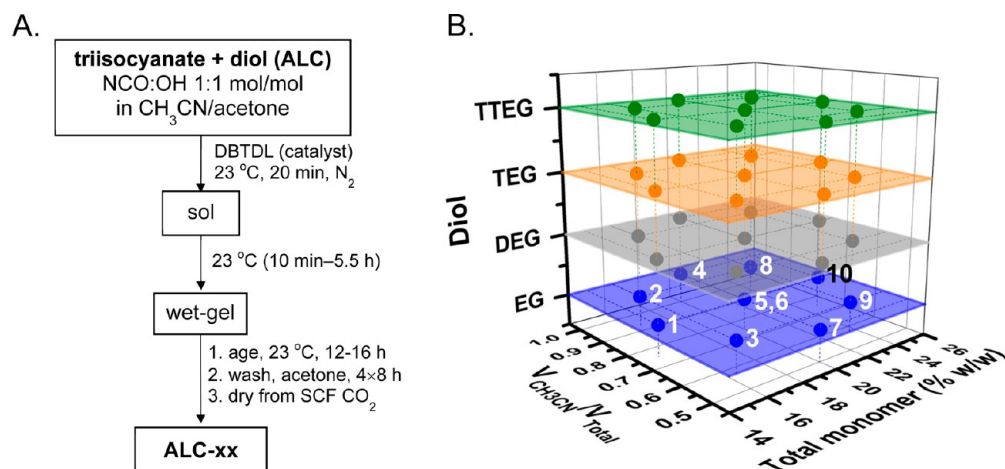 A.
triisocyanate + diol (ALC)
NCO:OH 1:1 mol/mol
in CH3CN/acetone
DBTDL (catalyst)
23 °C, 20 min, N2
sol
23 °C (10 min–5.5 h)
wet-gel
1. age, 23 °C, 12-16 h
2. wash, acetone, 4×8 h
3. dry from SCF CO2
ALC-xx
B.
Diol
TTEG
TEG
DEG
EG
4
8
10
2
5,6
9
1
3
7
1.0
0.9
0.8
0.7
0.6
0.5
VCH3CN/VTotal
14
16
18
20
22
24
26
Total monomer (% w/w)